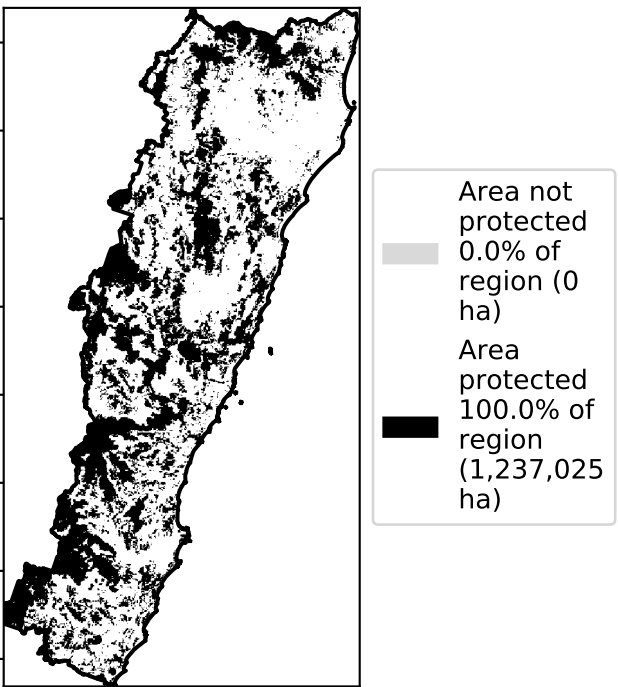 Area not
protected
0.0% of
region (0
ha)
Area
protected
100.0% of
region
(1,237,025
ha)